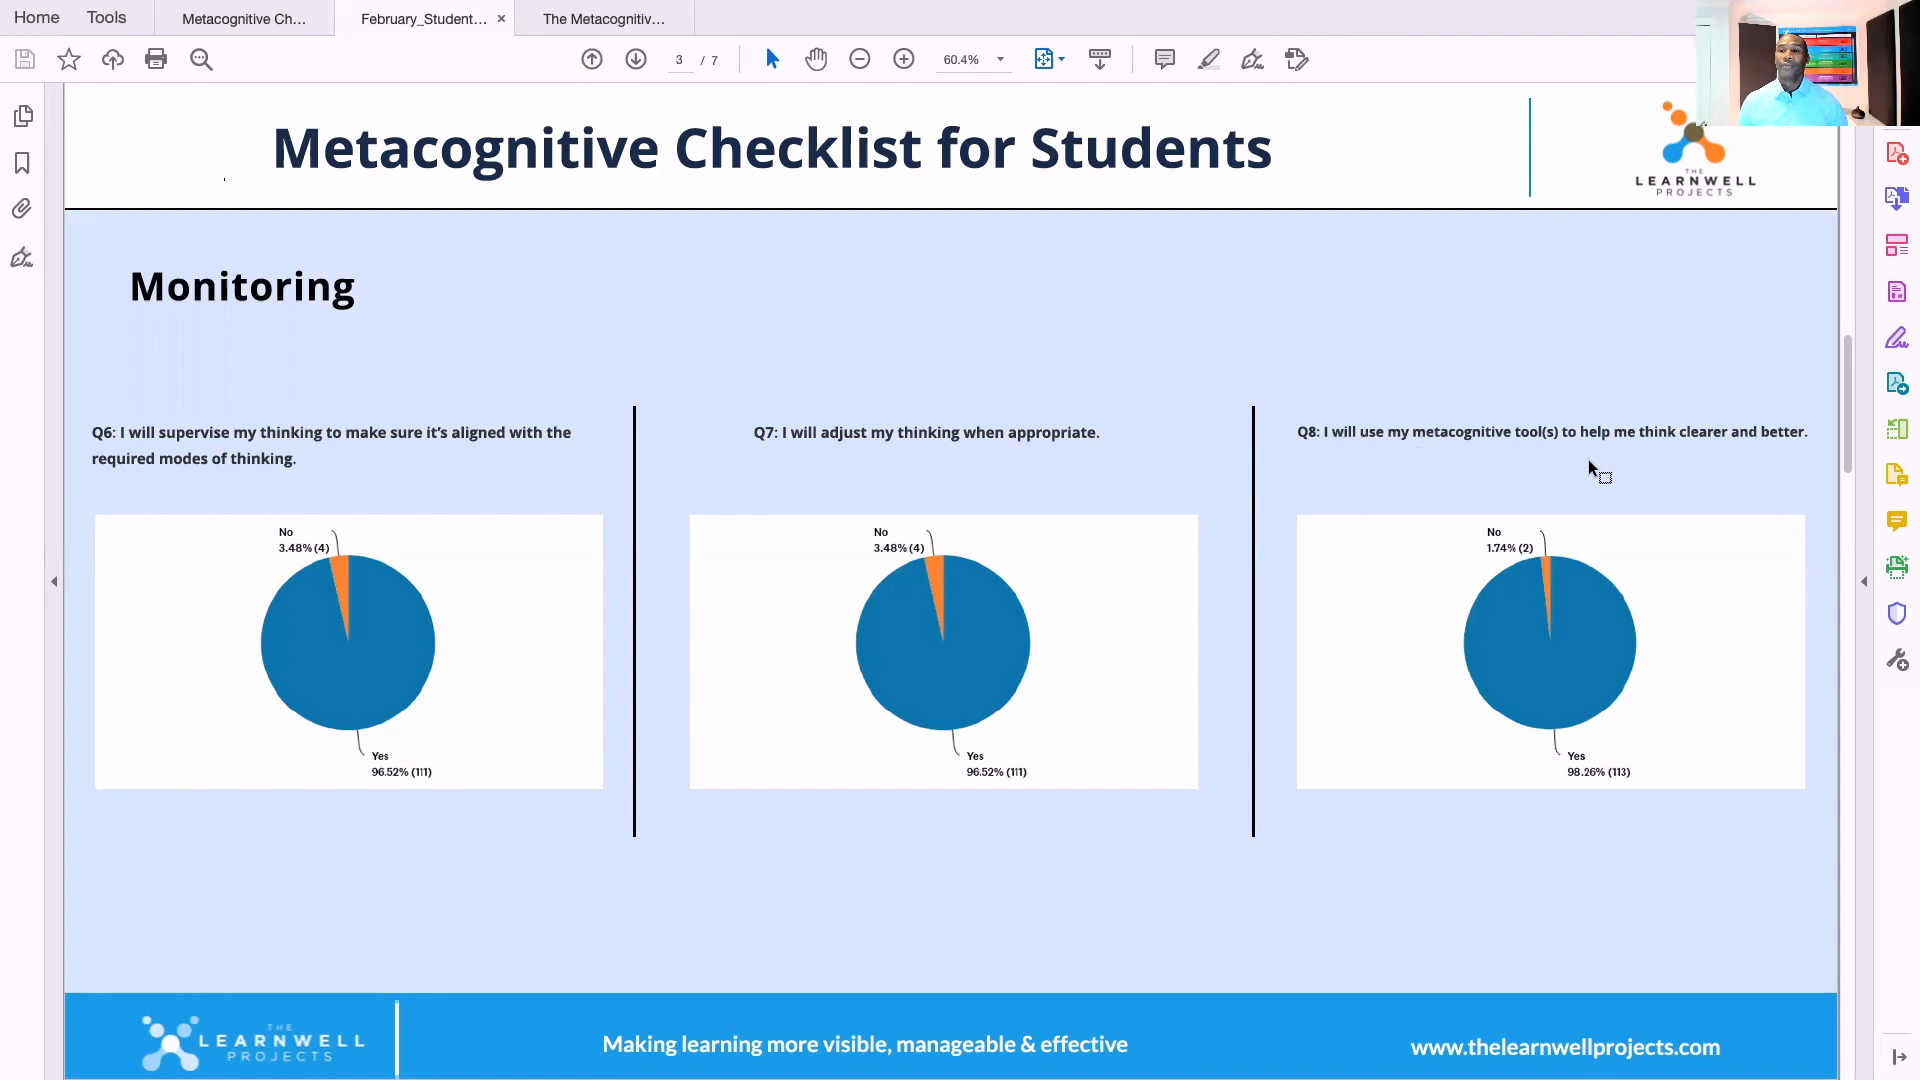 Home
Tools
Metacognitive Ch...
February_Student...
The Metacognitiv...
3 / 7
60.4%
Metacognitive Checklist for Students
THE
LEARNWELL
PROJECTS
Monitoring
Q6: I will supervise my thinking to make sure it's aligned with the
required modes of thinking.
No
3.48% (4)
Yes
96.52% (111)
Q7: I will adjust my thinking when appropriate.
No
3.48% (4)
Yes
96.52% (111)
Q8: I will use my metacognitive tool(s) to help me think clearer and better.
No
1.74% (2)
Yes
98.26% (113)
THE
LEARNWELL
PROJECTS
Making learning more visible, manageable & effective
www.thelearnwellprojects.com